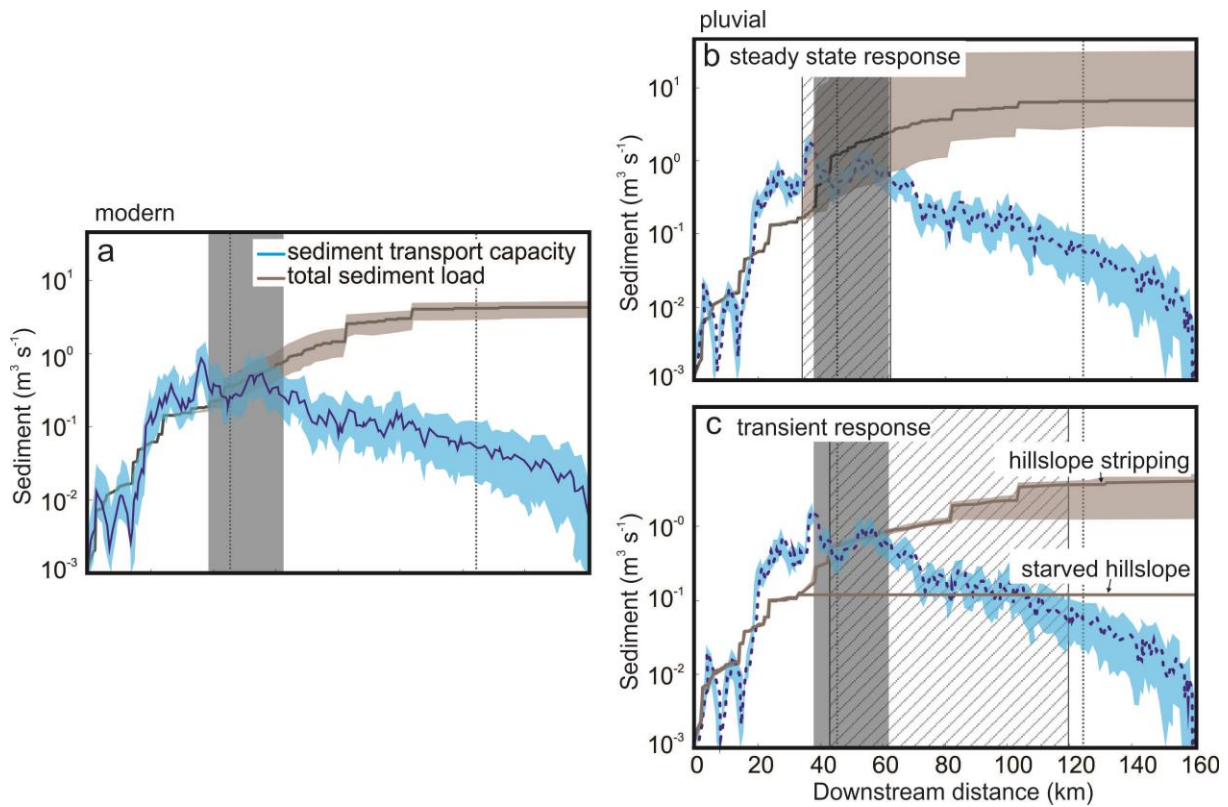 modern
a
sediment transport capacity
total sediment load
Sediment (m³ s⁻¹)
10¹
10⁰
10⁻¹
10⁻²
10⁻³
pluvial
b steady state response
Sediment (m³ s⁻¹)
10¹
10⁰
10⁻¹
10⁻²
10⁻³
c transient response
hillslope stripping
starved hillslope
Sediment (m³ s⁻¹)
10⁻⁰
10⁻¹
10⁻²
10⁻³
0 20 40 60 80 100 120 140 160
Downstream distance (km)